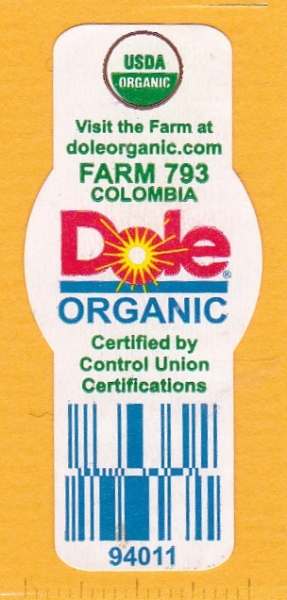 USDA
ORGANIC
Visit the Farm at
doleorganic.com
FARM 793
COLOMBIA
Dole®
ORGANIC
Certified by
Control Union
Certifications
94011